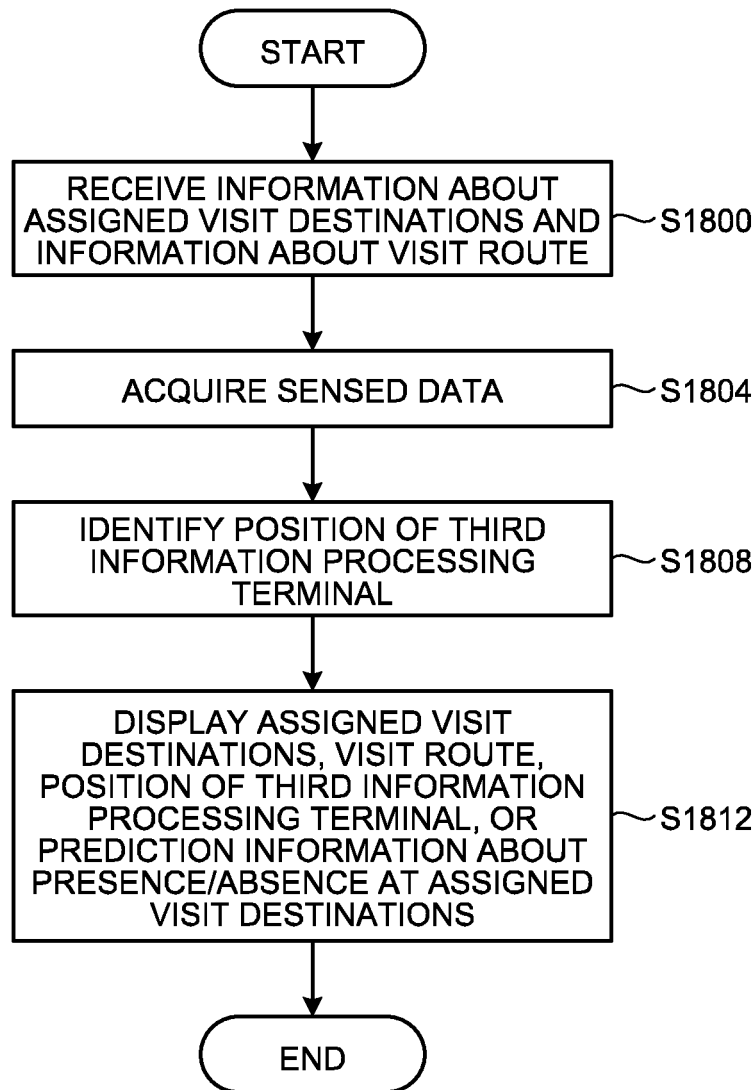 START
RECEIVE INFORMATION ABOUT
ASSIGNED VISIT DESTINATIONS AND
INFORMATION ABOUT VISIT ROUTE
S1800
ACQUIRE SENSED DATA
S1804
IDENTIFY POSITION OF THIRD
INFORMATION PROCESSING
TERMINAL
S1808
DISPLAY ASSIGNED VISIT
DESTINATIONS, VISIT ROUTE,
POSITION OF THIRD INFORMATION
PROCESSING TERMINAL, OR
PREDICTION INFORMATION ABOUT
PRESENCE/ABSENCE AT ASSIGNED
VISIT DESTINATIONS
S1812
END